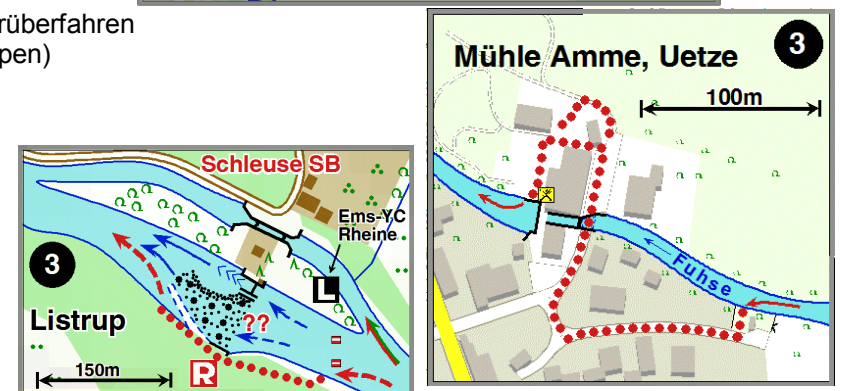 rüberfahren
pen)
Schleuse SB
Ems-YC
Rheine
L
3
Listrup
??
150m
R
Mühle Amme, Uetze
3
100m
Fuhse